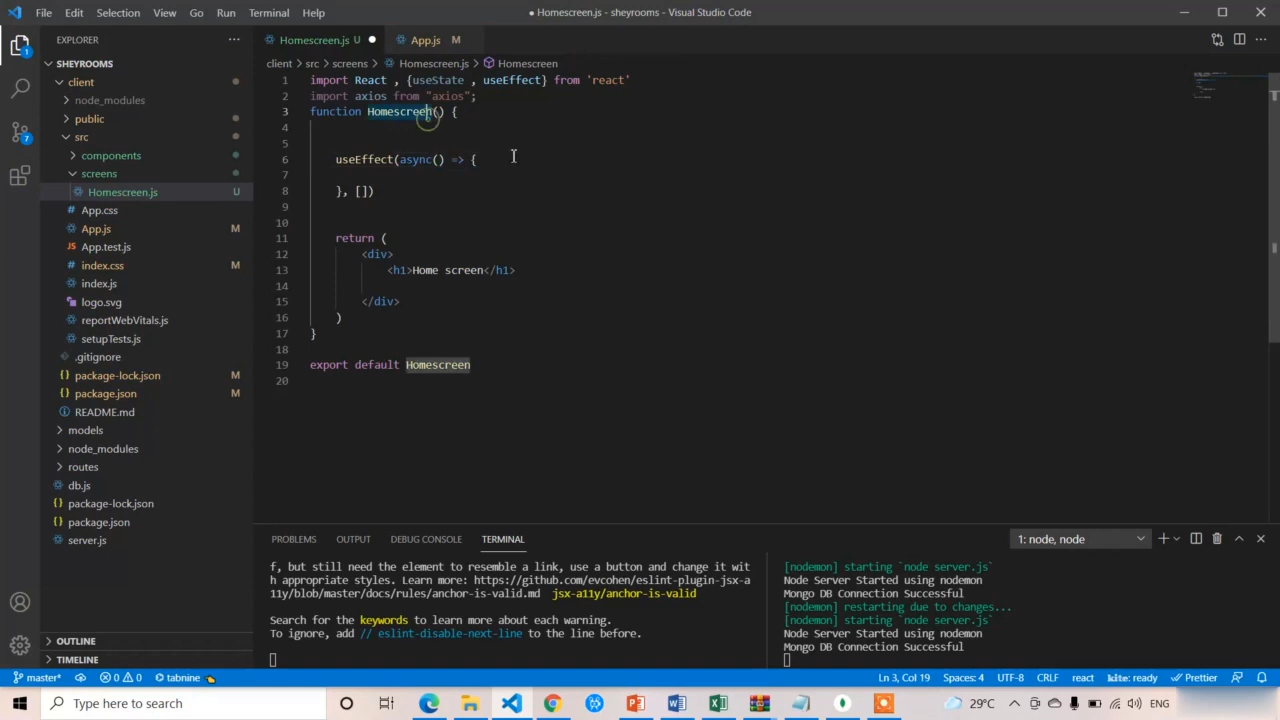 File Edit Selection View Go Run Terminal Help
● Homescreen.js - sheyrooms - Visual Studio Code
EXPLORER
SHEYROOMS
client
node_modules
public
src
components
screens
Homescreen.js U
App.css
App.js M
App.test.js
index.css M
index.js
logo.svg
reportWebVitals.js
setupTests.js
.gitignore
package-lock.json M
package.json M
README.md
models
node_modules
routes
db.js
package-lock.json
package.json
server.js
OUTLINE
TIMELINE
Homescreen.js U ● App.js M
client > src > screens > Homescreen.js > Homescreen
1 import React , {useState , useEffect} from 'react'
2 import axios from "axios";
3 function Homescreen() {
4
5
6 useEffect(async() => {
7
8 }, [])
9
10
11 return (
12 <div>
13 <h1>Home screen</h1>
14
15 </div>
16 )
17 }
18
19 export default Homescreen
20
PROBLEMS OUTPUT DEBUG CONSOLE TERMINAL
1: node, node
f, but still need the element to resemble a link, use a button and change it wit
h appropriate styles. Learn more: https://github.com/evcohen/eslint-plugin-jsx-a
11y/blob/master/docs/rules/anchor-is-valid.md jsx-a11y/anchor-is-valid
Search for the keywords to learn more about each warning.
To ignore, add // eslint-disable-next-line to the line before.
[nodemon] starting `node server.js`
Node Server Started using nodemon
Mongo DB Connection Successful
[nodemon] restarting due to changes...
[nodemon] starting `node server.js`
Node Server Started using nodemon
Mongo DB Connection Successful
master* 0 0 tabnine
Ln 3, Col 19 Spaces: 4 UTF-8 CRLF react kite: ready Prettier
Type here to search
29°C ENG